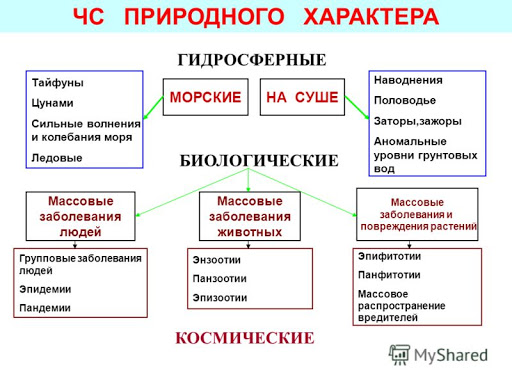 ЧС ПРИРОДНОГО ХАРАКТЕРА
ГИДРОСФЕРНЫЕ
Тайфуны
Цунами
Сильные волнения
и колебания моря
Ледовые
МОРСКИЕ
НА СУШЕ
Наводнения
Половодье
Заторы,зажоры
Аномальные
уровни грунтовых
вод
БИОЛОГИЧЕСКИЕ
Массовые
заболевания
людей
Массовые
заболевания
животных
Массовые
заболевания и
повреждения растений
Групповые заболевания
людей
Эпидемии
Пандемии
Энзоотии
Панзоотии
Эпизоотии
Эпифитотии
Панфитотии
Массовое
распространение
вредителей
КОСМИЧЕСКИЕ
MyShared